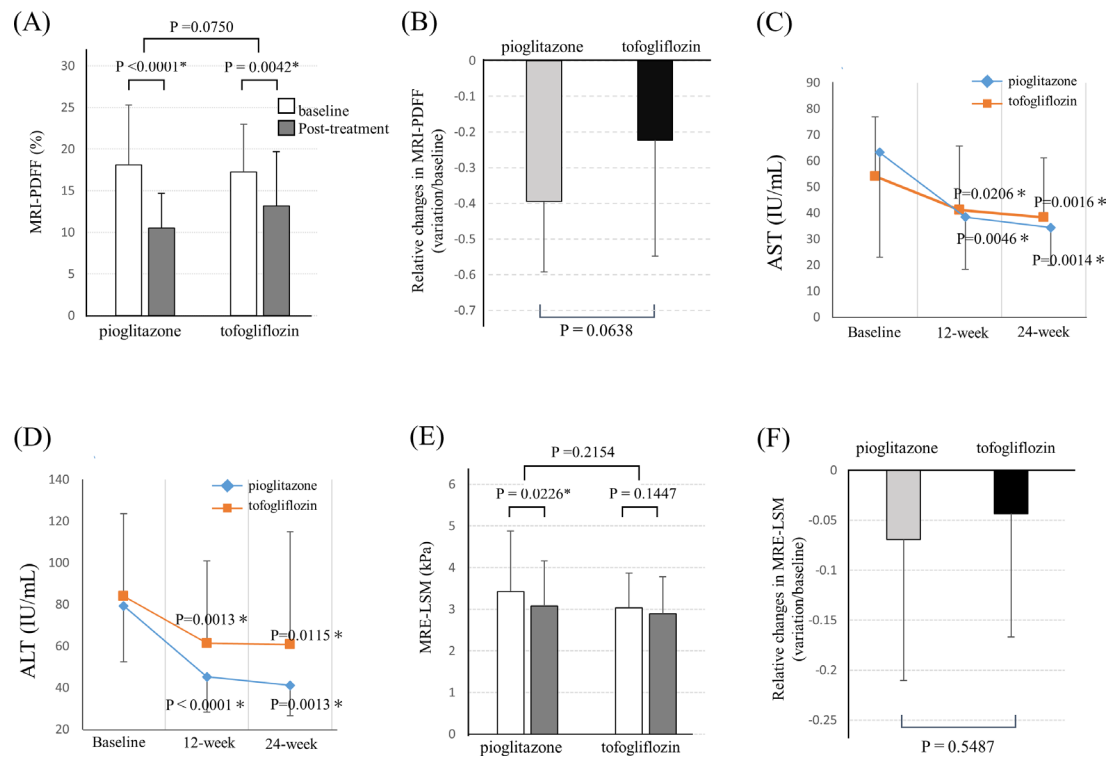 (A)
P =0.0750
P <0.0001*
P = 0.0042*
baseline
Post-treatment
MRI-PDFF (%)
30
25
20
15
10
5
0
pioglitazone
tofogliflozin
(B)
pioglitazone
tofogliflozin
Relative changes in MRI-PDFF
(variation/baseline)
0
-0.1
-0.2
-0.3
-0.4
-0.5
-0.6
-0.7
P = 0.0638
(C)
pioglitazone
tofogliflozin
AST (IU/mL)
90
80
70
60
50
40
30
20
10
0
P=0.0206 *
P=0.0016 *
P=0.0046 *
P=0.0014 *
Baseline
12-week
24-week
(D)
pioglitazone
tofogliflozin
ALT (IU/mL)
140
120
100
80
60
40
20
P=0.0013 *
P=0.0115 *
P < 0.0001 *
P=0.0013 *
Baseline
12-week
24-week
(E)
P =0.2154
P = 0.0226*
P = 0.1447
MRE-LSM (kPa)
6
5
4
3
2
1
0
pioglitazone
tofogliflozin
(F)
pioglitazone
tofogliflozin
Relative changes in MRE-LSM
(variation/baseline)
0
-0.05
-0.1
-0.15
-0.2
-0.25
P = 0.5487